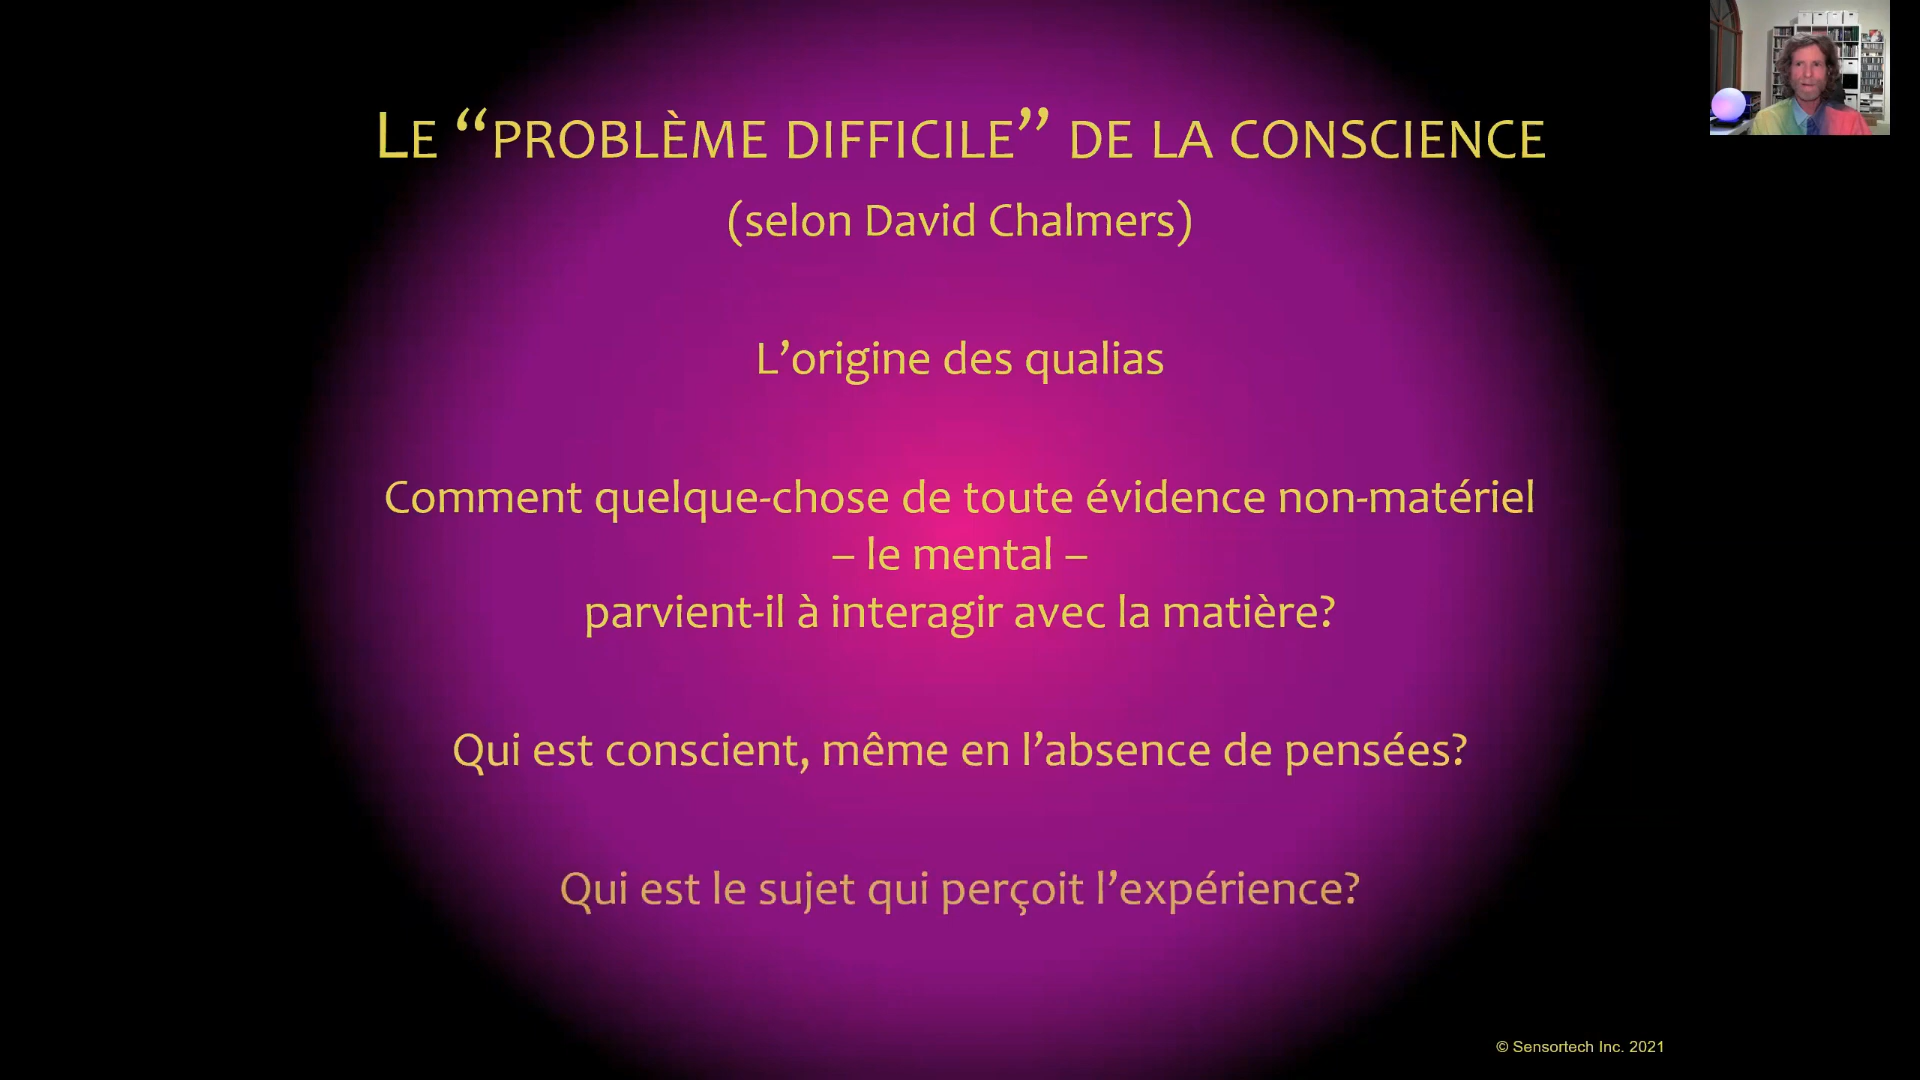 LE “PROBLÈME DIFFICILE” DE LA CONSCIENCE
(selon David Chalmers)
L’origine des qualias
Comment quelque-chose de toute évidence non-matériel
– le mental –
parvient-il à interagir avec la matière?
Qui est conscient, même en l’absence de pensées?
Qui est le sujet qui perçoit l’expérience?
© Sensortech Inc. 2021